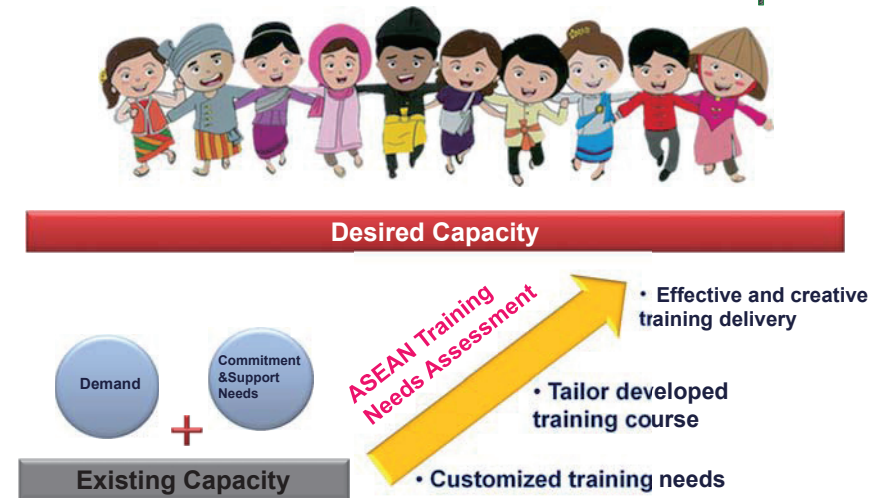 Desired Capacity
ASEAN Training
Needs Assessment
• Effective and creative
training delivery
Demand
Commitment
&Support
Needs
+
• Tailor developed
training course
Existing Capacity
• Customized training needs